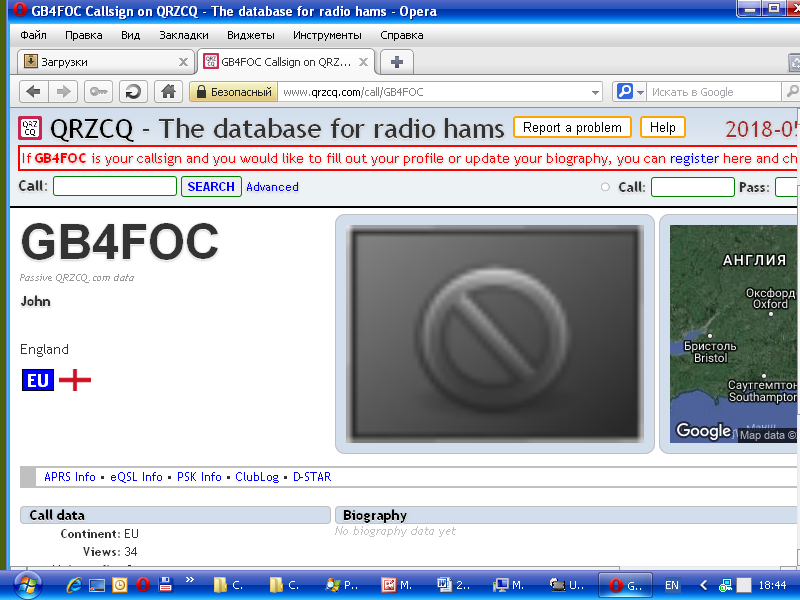 GB4FOC Callsign on QRZCQ - The database for radio hams - Opera
Файл Правка Вид Закладки Виджеты Инструменты Справка
Загрузки GB4FOC Callsign on QRZ...
Безопасный www.qrzcq.com/call/GB4FOC Искать в Google
QRZ CQ QRZCQ - The database for radio hams Report a problem Help 2018-05
If GB4FOC is your callsign and you would like to fill out your profile or update your biography, you can register here and ch
Call: SEARCH Advanced Call: Pass:
GB4FOC
Passive QRZCQ.com data
John
England
EU
АНГЛИЯ
Оксфорд
Oxford
Бристоль
Bristol
Саутгемптон
Southampton
Google Map data ©
APRS Info • eQSL Info • PSK Info • ClubLog • D-STAR
Call data Biography
Continent: EU No biography data yet
Views: 34
С.. С.. Р.. М.. 2.. М.. U.. G.. EN 18:44